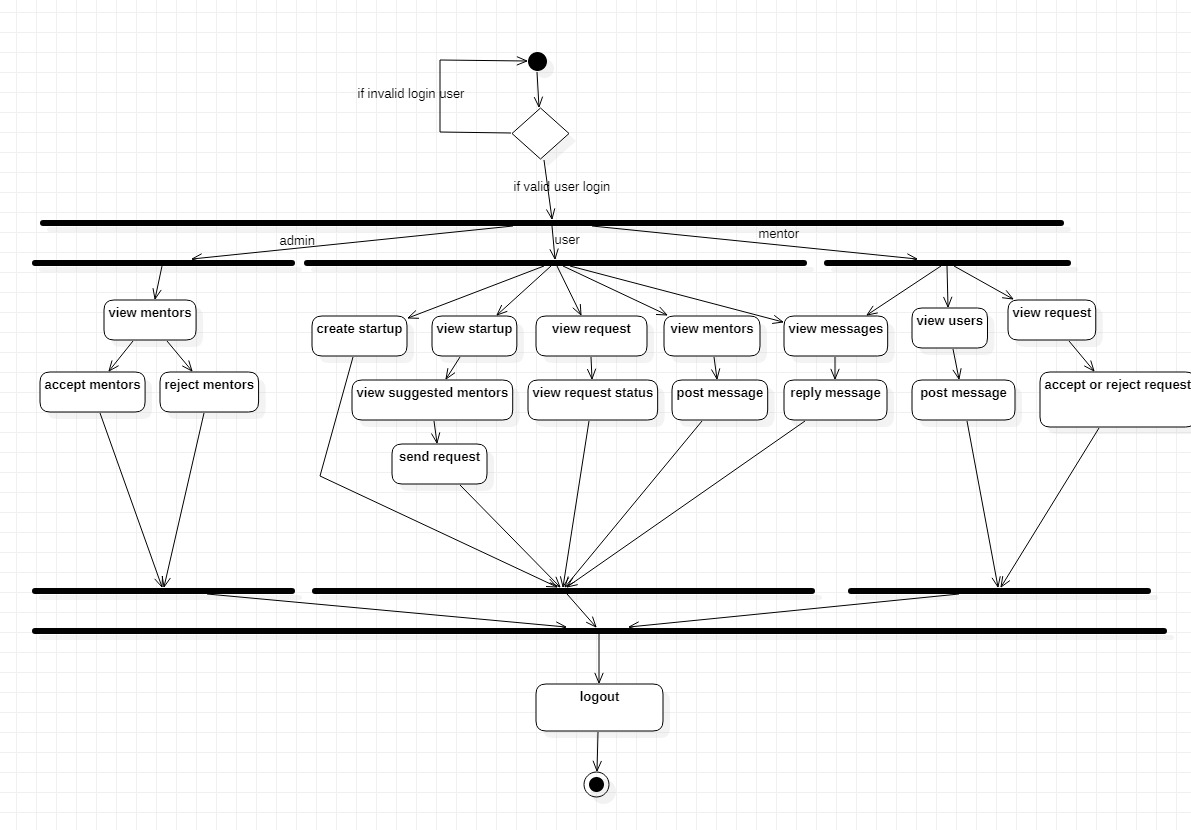 if invalid login user
if valid user login
admin
user
mentor
view mentors
create startup
view startup
view request
view mentors
view messages
view users
view request
accept mentors
reject mentors
view suggested mentors
view request status
post message
reply message
post message
accept or reject request
send request
logout